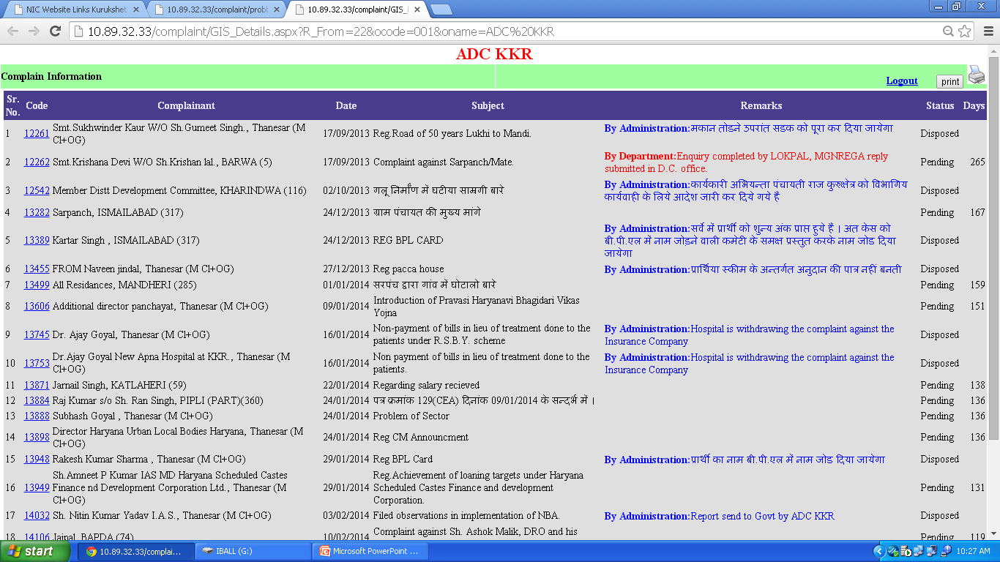 NIC Website Links Kurukshet
10.89.32.33/complaint/probl
10.89.32.33/complaint/GIS_I
10.89.32.33/complaint/GIS_Details.aspx?R_From=22&ocode=001&oname=ADC%20KKR
ADC KKR
Complain Information
Logout print
Sr. No. Code Complainant Date Subject Remarks Status Days
1 12261 Smt.Sukhwinder Kaur W/O Sh.Gumeet Singh., Thanesar (M Cl+OG) 17/09/2013 Reg.Road of 50 years Lukhi to Mandi. By Administration:मकान तोडने उपरांत सडक को पूरा कर दिया जायेगा Disposed
2 12262 Smt.Krishana Devi W/O Sh.Krishan lal., BARWA (5) 17/09/2013 Complaint against Sarpanch/Mate. By Department:Enquiry completed by LOKPAL, MGNREGA reply submitted in D.C. office. Pending 265
3 12542 Member Distt Development Committee, KHARINDWA (116) 02/10/2013 गलू निर्माण में घटीया साम्रगी बारे By Administration:कार्यकारी अभियन्ता पंचायती राज कुरुक्षेत्र को विभागिय कार्यवाही के लिये आदेश जारी कर दिये गये हैं Disposed
4 13282 Sarpanch, ISMAILABAD (317) 24/12/2013 ग्राम पंचायत की मुख्य मांगे Pending 167
5 13389 Kartar Singh , ISMAILABAD (317) 24/12/2013 REG BPL CARD By Administration:सर्वे में प्रार्थी को शुन्य अंक प्राप्त हुये हैं । अत केस को बी.पी.एल में नाम जोड़ने वाली कमेटी के समक्ष प्रस्तुत करके नाम जोड दिया जायेगा Disposed
6 13455 FROM Naveen jindal, Thanesar (M Cl+OG) 27/12/2013 Reg pacca house By Administration:प्रार्थिया स्कीम के अन्तर्गत अनुदान की पात्र नहीं बनती Disposed
7 13499 All Residances, MANDHERI (285) 01/01/2014 सरपंच द्वारा गांव में घोटालो बारे Pending 159
8 13606 Additional director panchayat, Thanesar (M Cl+OG) 09/01/2014 Introduction of Pravasi Haryanavi Bhagidari Vikas Yojna Pending 151
9 13745 Dr. Ajay Goyal, Thanesar (M Cl+OG) 16/01/2014 Non-payment of bills in lieu of treatment done to the patients under R.S.B.Y. scheme By Administration:Hospital is withdrawing the complaint against the Insurance Company Disposed
10 13753 Dr.Ajay Goyal New Apna Hospital at KKR., Thanesar (M Cl+OG) 16/01/2014 Non payment of bills in lieu of treatment done to the patients. By Administration:Hospital is withdrawing the complaint against the Insurance Company Disposed
11 13871 Jarnail Singh, KATLAHERI (59) 22/01/2014 Regarding salary recieved Pending 138
12 13884 Raj Kumar s/o Sh. Ran Singh, PIPLI (PART)(360) 24/01/2014 पत्र क्रमांक 129(CEA) दिनांक 09/01/2014 के सन्दर्भ में । Pending 136
13 13888 Subhash Goyal , Thanesar (M Cl+OG) 24/01/2014 Problem of Sector Pending 136
14 13898 Director Haryana Urban Local Bodies Haryana, Thanesar (M Cl+OG) 24/01/2014 Reg CM Announcment Pending 136
15 13948 Rakesh Kumar Sharma , Thanesar (M Cl+OG) 29/01/2014 Reg BPL Card By Administration:प्रार्थी का नाम बी.पी.एल में नाम जोड दिया जायेगा Disposed
16 13949 Sh.Amneet P Kumar IAS MD Haryana Scheduled Castes Finance nd Development Corporation Ltd., Thanesar (M Cl+OG) 29/01/2014 Reg.Achievement of loaning targets under Haryana Scheduled Castes Finance and development Corporation. Pending 131
17 14032 Sh. Nitin Kumar Yadav I.A.S., Thanesar (M Cl+OG) 03/02/2014 Filed observations in implementation of NBA. By Administration:Report send to Govt by ADC KKR Disposed
18 14106 Jaipal, BAPDA (74) 10/02/2014 Complaint against Sh. Ashok Malik, DRO and his Pending 119
start 10.89.32.33/complai... IBALL (G:) Microsoft PowerPoint ... 10:27 AM